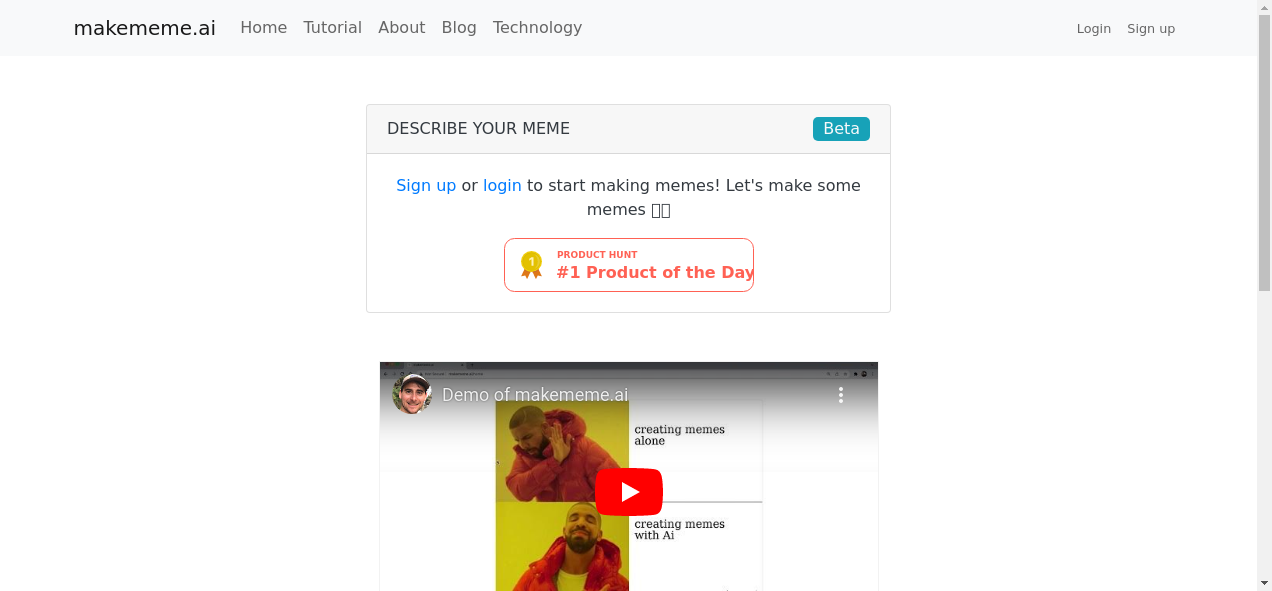 makememe.ai Home Tutorial About Blog Technology Login Sign up
DESCRIBE YOUR MEME Beta
Sign up or login to start making memes! Let's make some
memes
PRODUCT HUNT
1 #1 Product of the Day
Demo of makememe.ai
creating memes
alone
creating memes
with Ai